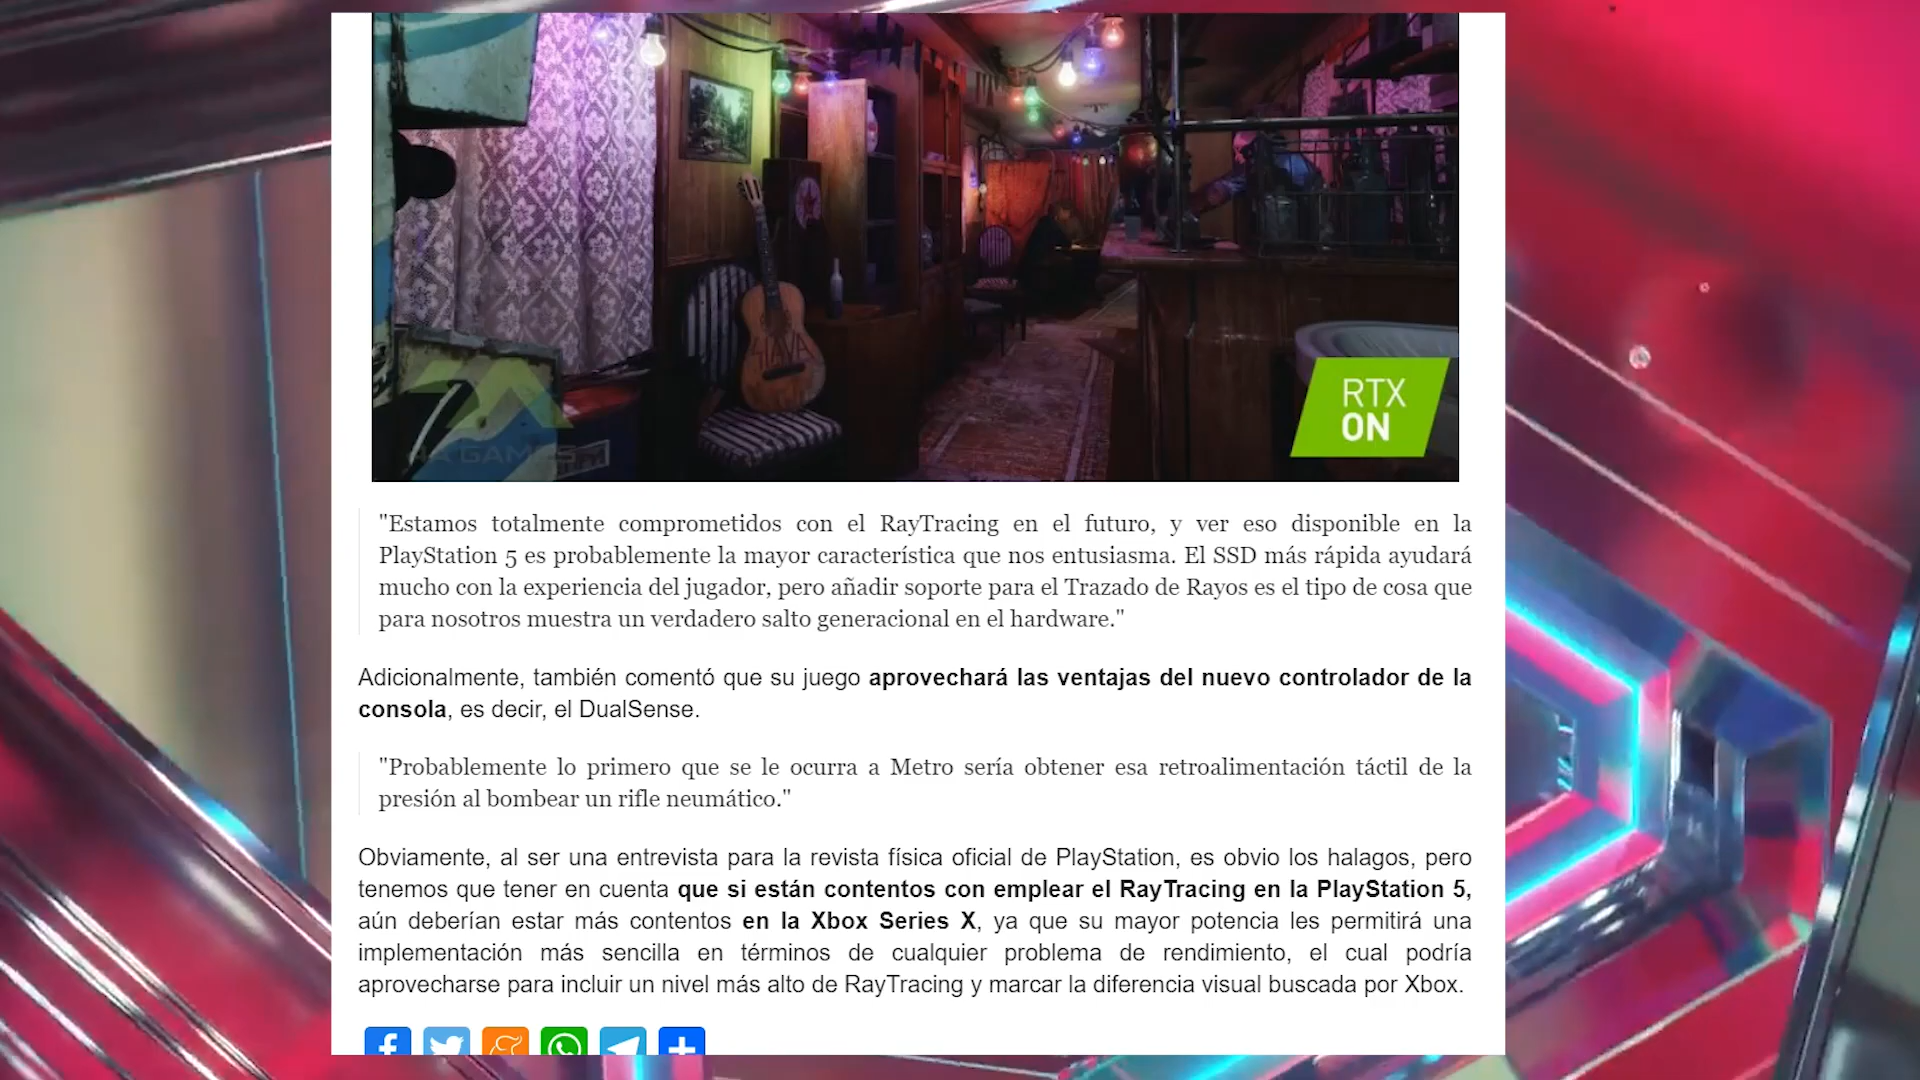 SLAVA
RTX
ON
4A GAMES
"Estamos totalmente comprometidos con el RayTracing en el futuro, y ver eso disponible en la
PlayStation 5 es probablemente la mayor característica que nos entusiasma. El SSD más rápida ayudará
mucho con la experiencia del jugador, pero añadir soporte para el Trazado de Rayos es el tipo de cosa que
para nosotros muestra un verdadero salto generacional en el hardware."
Adicionalmente, también comentó que su juego aprovechará las ventajas del nuevo controlador de la
consola, es decir, el DualSense.
"Probablemente lo primero que se le ocurra a Metro sería obtener esa retroalimentación táctil de la
presión al bombear un rifle neumático."
Obviamente, al ser una entrevista para la revista física oficial de PlayStation, es obvio los halagos, pero
tenemos que tener en cuenta que si están contentos con emplear el RayTracing en la PlayStation 5,
aún deberían estar más contentos en la Xbox Series X, ya que su mayor potencia les permitirá una
implementación más sencilla en términos de cualquier problema de rendimiento, el cual podría
aprovecharse para incluir un nivel más alto de RayTracing y marcar la diferencia visual buscada por Xbox.